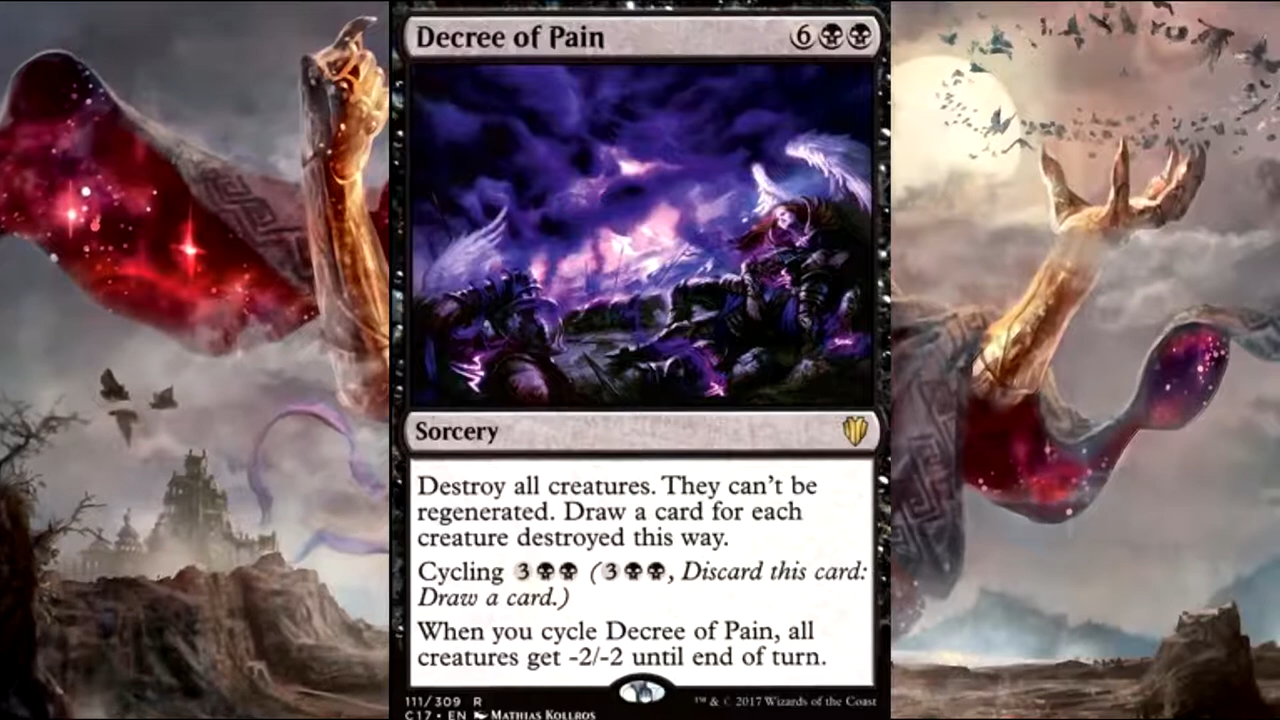 Decree of Pain 6
Sorcery
Destroy all creatures. They can't be
regenerated. Draw a card for each
creature destroyed this way.
Cycling 3 (3, Discard this card:
Draw a card.)
When you cycle Decree of Pain, all
creatures get -2/-2 until end of turn.
111/309 R
™ & © 2017 Wizards of the Coast
C17 • EN Mathias Kollros